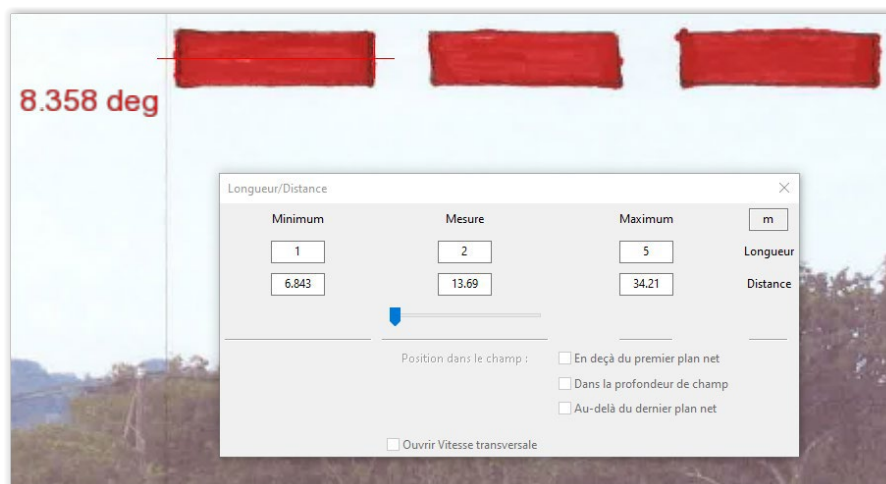 8.358 deg
Longueur/Distance
Minimum Mesure Maximum m
1 2 5 Longueur
6.843 13.69 34.21 Distance
Position dans le champ : En deçà du premier plan net
Dans la profondeur de champ
Au-delà du dernier plan net
Ouvrir Vitesse transversale